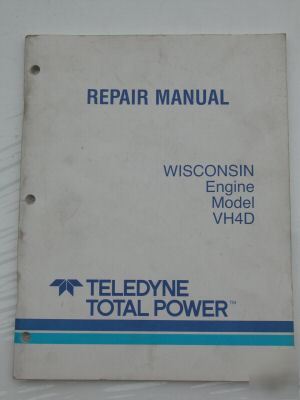 REPAIR MANUAL
WISCONSIN
Engine
Model
VH4D
TELEDYNE
TOTAL POWER™